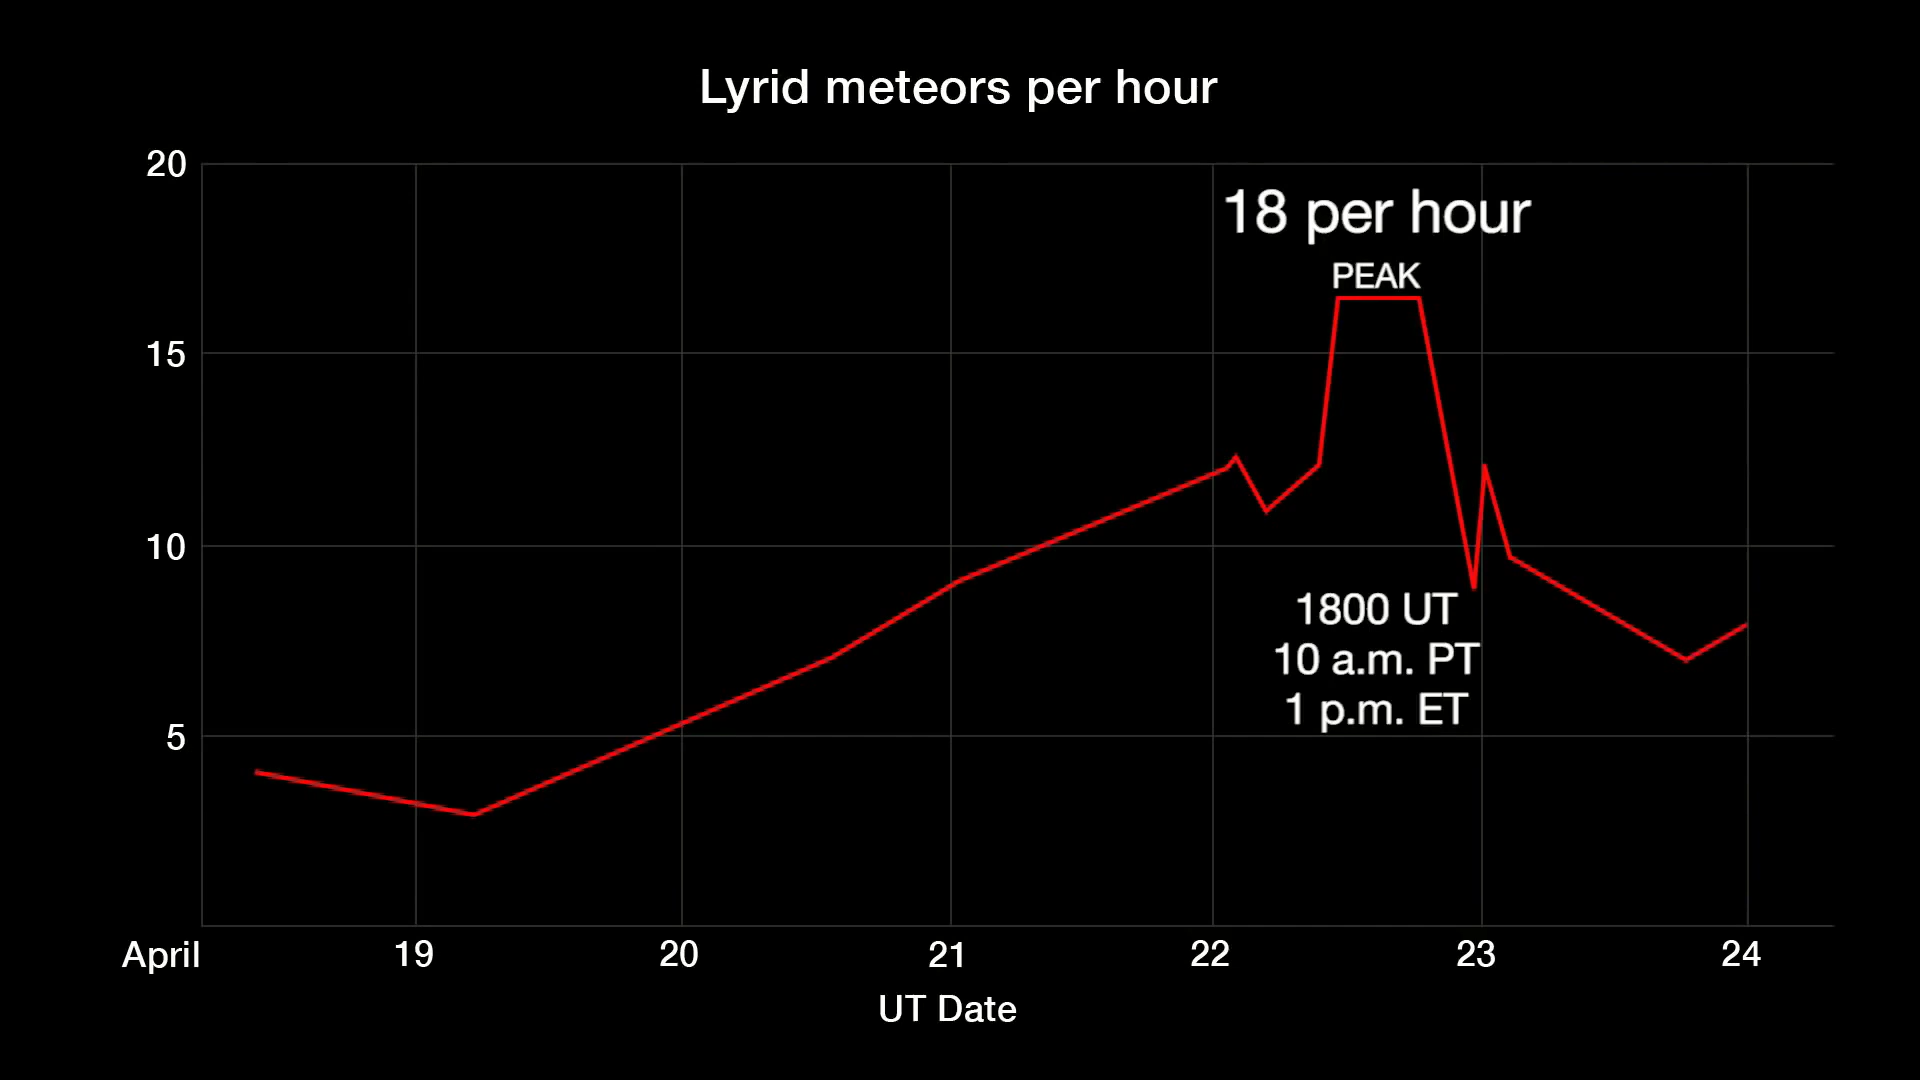 Lyrid meteors per hour
20
18 per hour
PEAK
15
10
1800 UT
10 a.m. PT
1 p.m. ET
5
April 19 20 21 22 23 24
UT Date